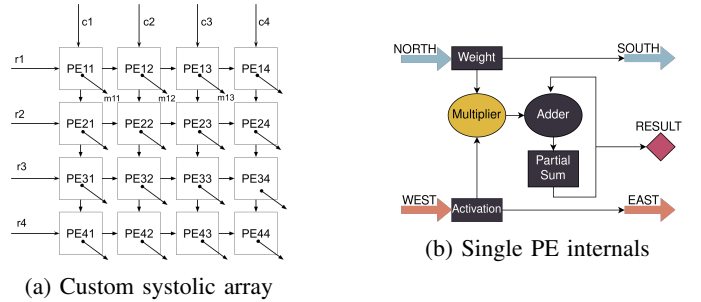 c1 c2 c3 c4
r1 PE11 PE12 PE13 PE14
m11 m12 m13
r2 PE21 PE22 PE23 PE24
r3 PE31 PE32 PE33 PE34
r4 PE41 PE42 PE43 PE44
(a) Custom systolic array
NORTH Weight SOUTH
Multiplier Adder
RESULT
Partial
Sum
WEST Activation EAST
(b) Single PE internals